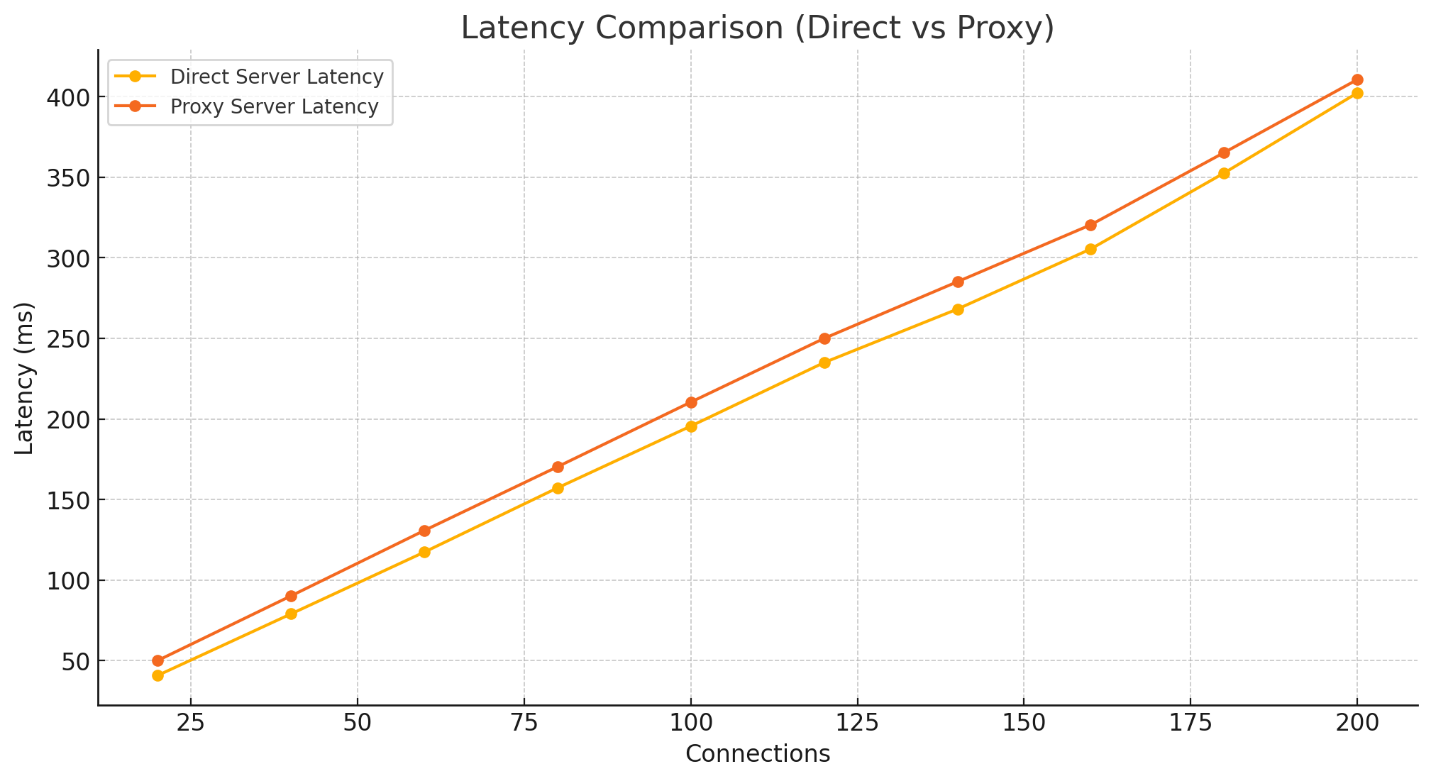 Latency Comparison (Direct vs Proxy)
Direct Server Latency
Proxy Server Latency
400
350
300
250
200
150
100
50
Latency (ms)
25 50 75 100 125 150 175 200
Connections